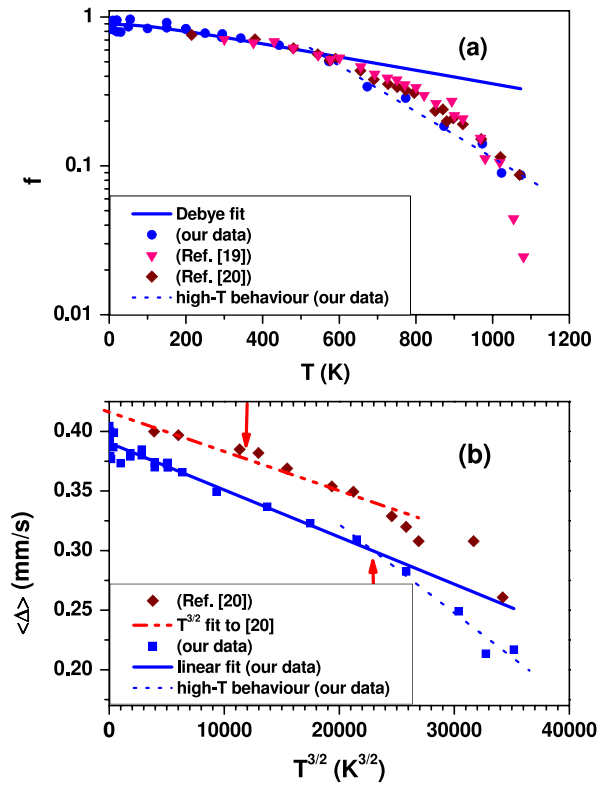 1
(a)
0.1
f
Debye fit
(our data)
(Ref. [19])
(Ref. [20])
high-T behaviour (our data)
0.01
0 200 400 600 800 1000 1200
T (K)
0.40
(b)
0.35
<Δ> (mm/s)
0.30
(Ref. [20])
T^3/2 fit to [20]
0.25
(our data)
linear fit (our data)
0.20
high-T behaviour (our data)
0 10000 20000 30000 40000
T^3/2 (K^3/2)